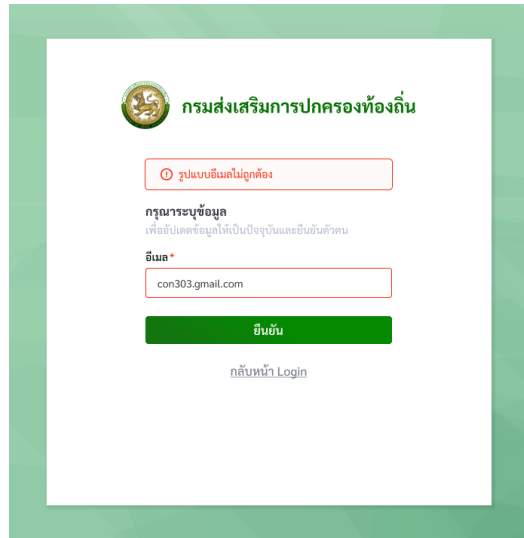 กรมส่งเสริมการปกครองท้องถิ่น
รูปแบบอีเมลไม่ถูกต้อง
กรุณาระบุข้อมูล
เพื่ออัปเดตข้อมูลให้เป็นปัจจุบันและยืนยันตัวตน
อีเมล*
con303.gmail.com
ยืนยัน
กลับหน้า Login